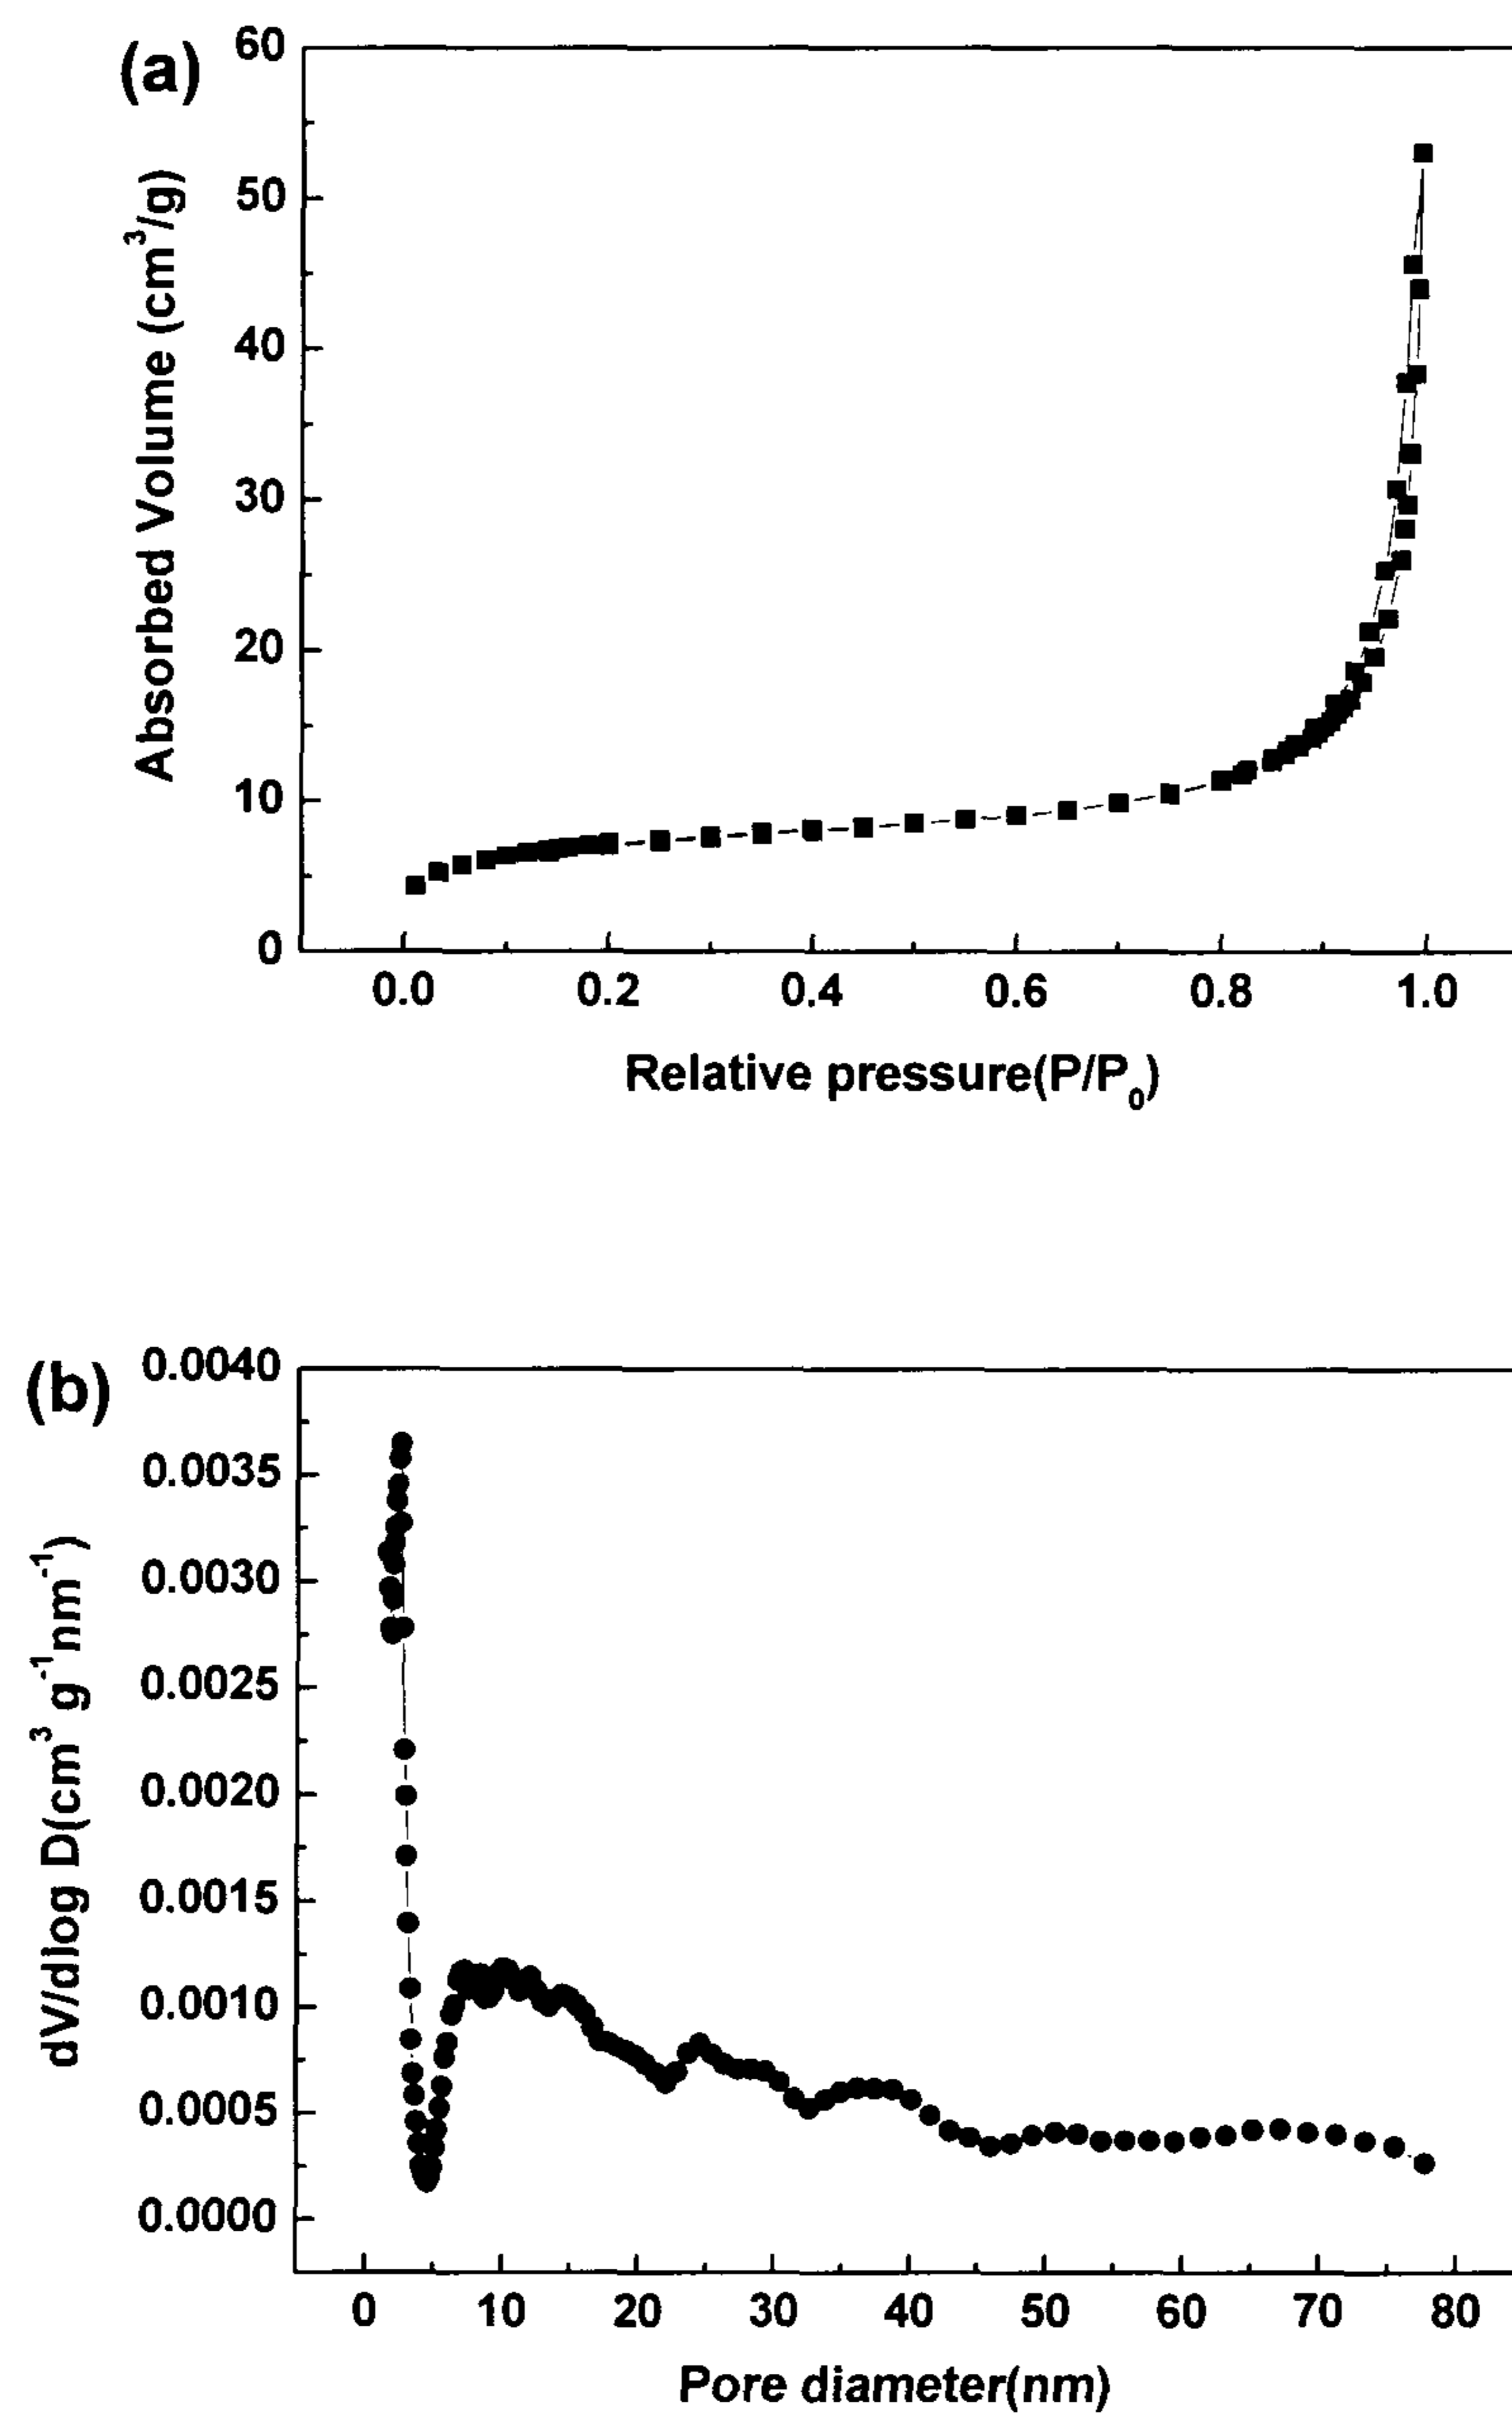 (a)
Absorbed Volume (cm³/g)
60
50
40
30
20
10
0
0.0 0.2 0.4 0.6 0.8 1.0
Relative pressure(P/P₀)
(b)
dV/dlog D(cm³ g⁻¹nm⁻¹)
0.0040
0.0035
0.0030
0.0025
0.0020
0.0015
0.0010
0.0005
0.0000
0 10 20 30 40 50 60 70 80
Pore diameter(nm)